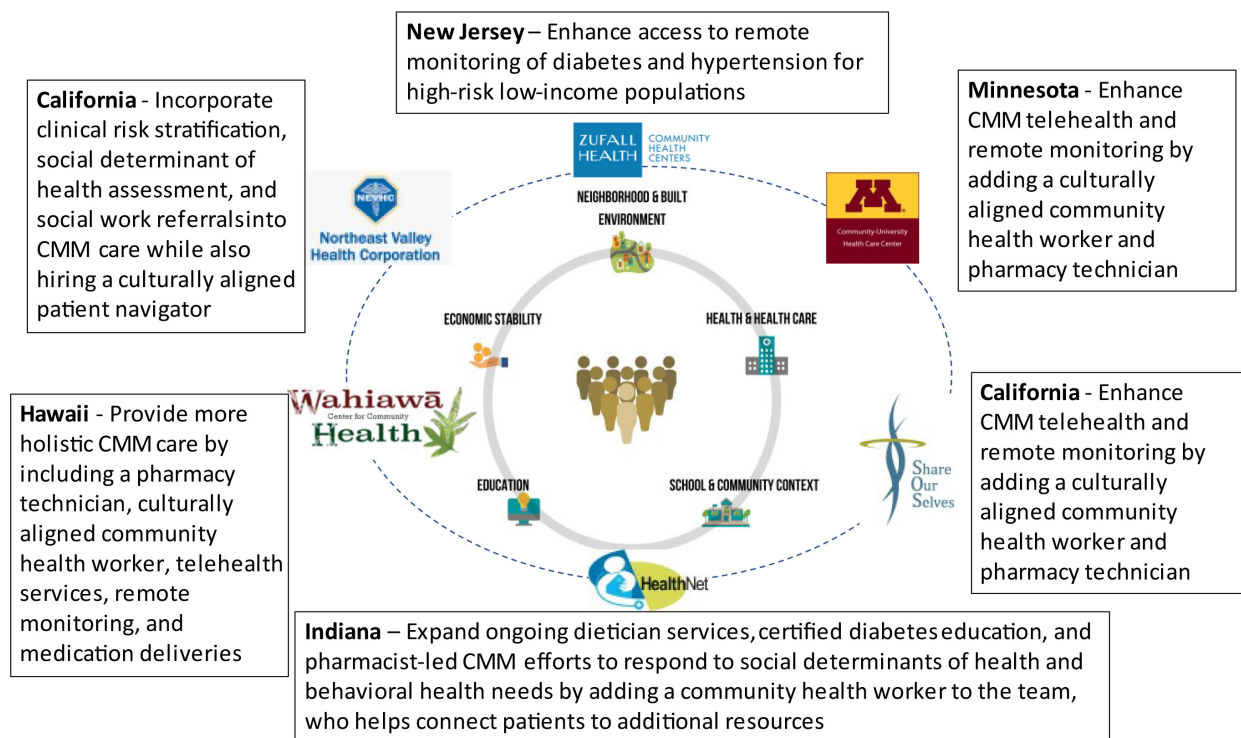 New Jersey – Enhance access to remote
monitoring of diabetes and hypertension for
high-risk low-income populations
California - Incorporate
clinical risk stratification,
social determinant of
health assessment, and
social work referralsinto
CMM care while also
hiring a culturally aligned
patient navigator
Minnesota - Enhance
CMM telehealth and
remote monitoring by
adding a culturally
aligned community
health worker and
pharmacy technician
ZUFALL
HEALTH
COMMUNITY
HEALTH
CENTERS
NEVHC
Northeast Valley
Health Corporation
M
Community-University
Health Care Center
NEIGHBORHOOD & BUILT
ENVIRONMENT
ECONOMIC STABILITY
HEALTH & HEALTH CARE
EDUCATION
SCHOOL & COMMUNITY CONTEXT
Wahiawā
Center for Community
Health
Share
Our
Selves
HealthNet
Hawaii - Provide more
holistic CMM care by
including a pharmacy
technician, culturally
aligned community
health worker, telehealth
services, remote
monitoring, and
medication deliveries
California - Enhance
CMM telehealth and
remote monitoring by
adding a culturally
aligned community
health worker and
pharmacy technician
Indiana – Expand ongoing dietician services, certified diabetes education, and
pharmacist-led CMM efforts to respond to social determinants of health and
behavioral health needs by adding a community health worker to the team,
who helps connect patients to additional resources